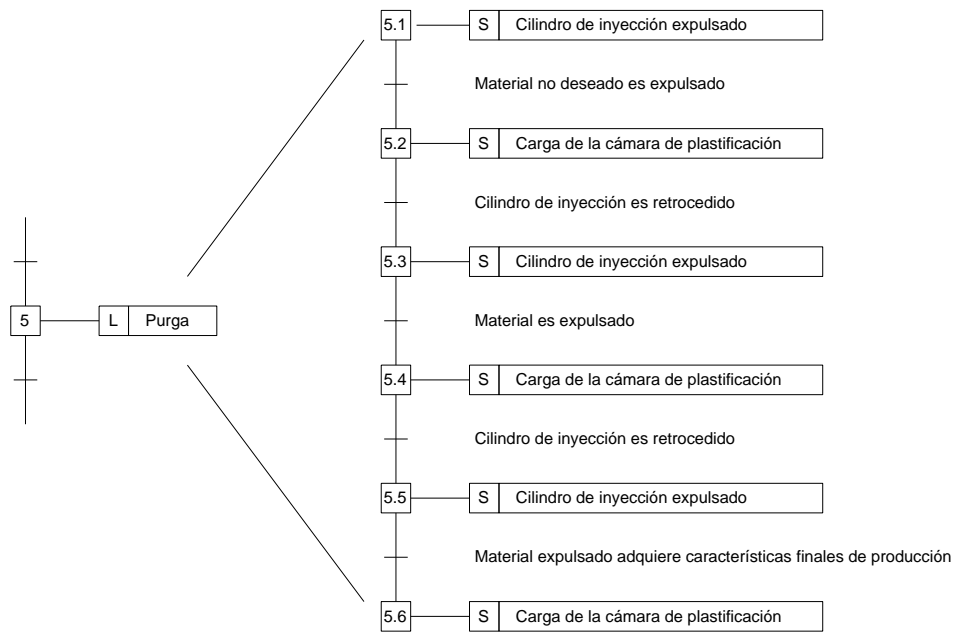 5.1 S Cilindro de inyección expulsado
Material no deseado es expulsado
5.2 S Carga de la cámara de plastificación
Cilindro de inyección es retrocedido
5.3 S Cilindro de inyección expulsado
5 L Purga
Material es expulsado
5.4 S Carga de la cámara de plastificación
Cilindro de inyección es retrocedido
5.5 S Cilindro de inyección expulsado
Material expulsado adquiere características finales de producción
5.6 S Carga de la cámara de plastificación